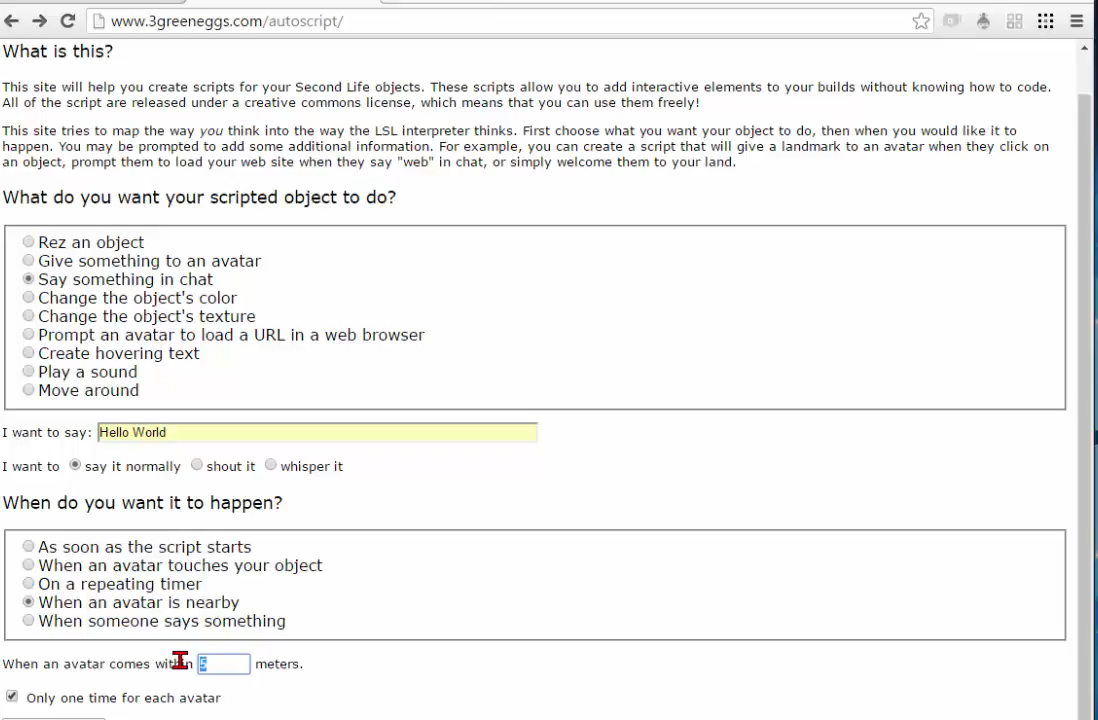 www.3greeneggs.com/autoscript/
What is this?
This site will help you create scripts for your Second Life objects. These scripts allow you to add interactive elements to your builds without knowing how to code.
All of the script are released under a creative commons license, which means that you can use them freely!
This site tries to map the way you think into the way the LSL interpreter thinks. First choose what you want your object to do, then when you would like it to
happen. You may be prompted to add some additional information. For example, you can create a script that will give a landmark to an avatar when they click on
an object, prompt them to load your web site when they say "web" in chat, or simply welcome them to your land.
What do you want your scripted object to do?
Rez an object
Give something to an avatar
Say something in chat
Change the object's color
Change the object's texture
Prompt an avatar to load a URL in a web browser
Create hovering text
Play a sound
Move around
I want to say: Hello World
I want to say it normally shout it whisper it
When do you want it to happen?
As soon as the script starts
When an avatar touches your object
On a repeating timer
When an avatar is nearby
When someone says something
When an avatar comes within 5 meters.
Only one time for each avatar